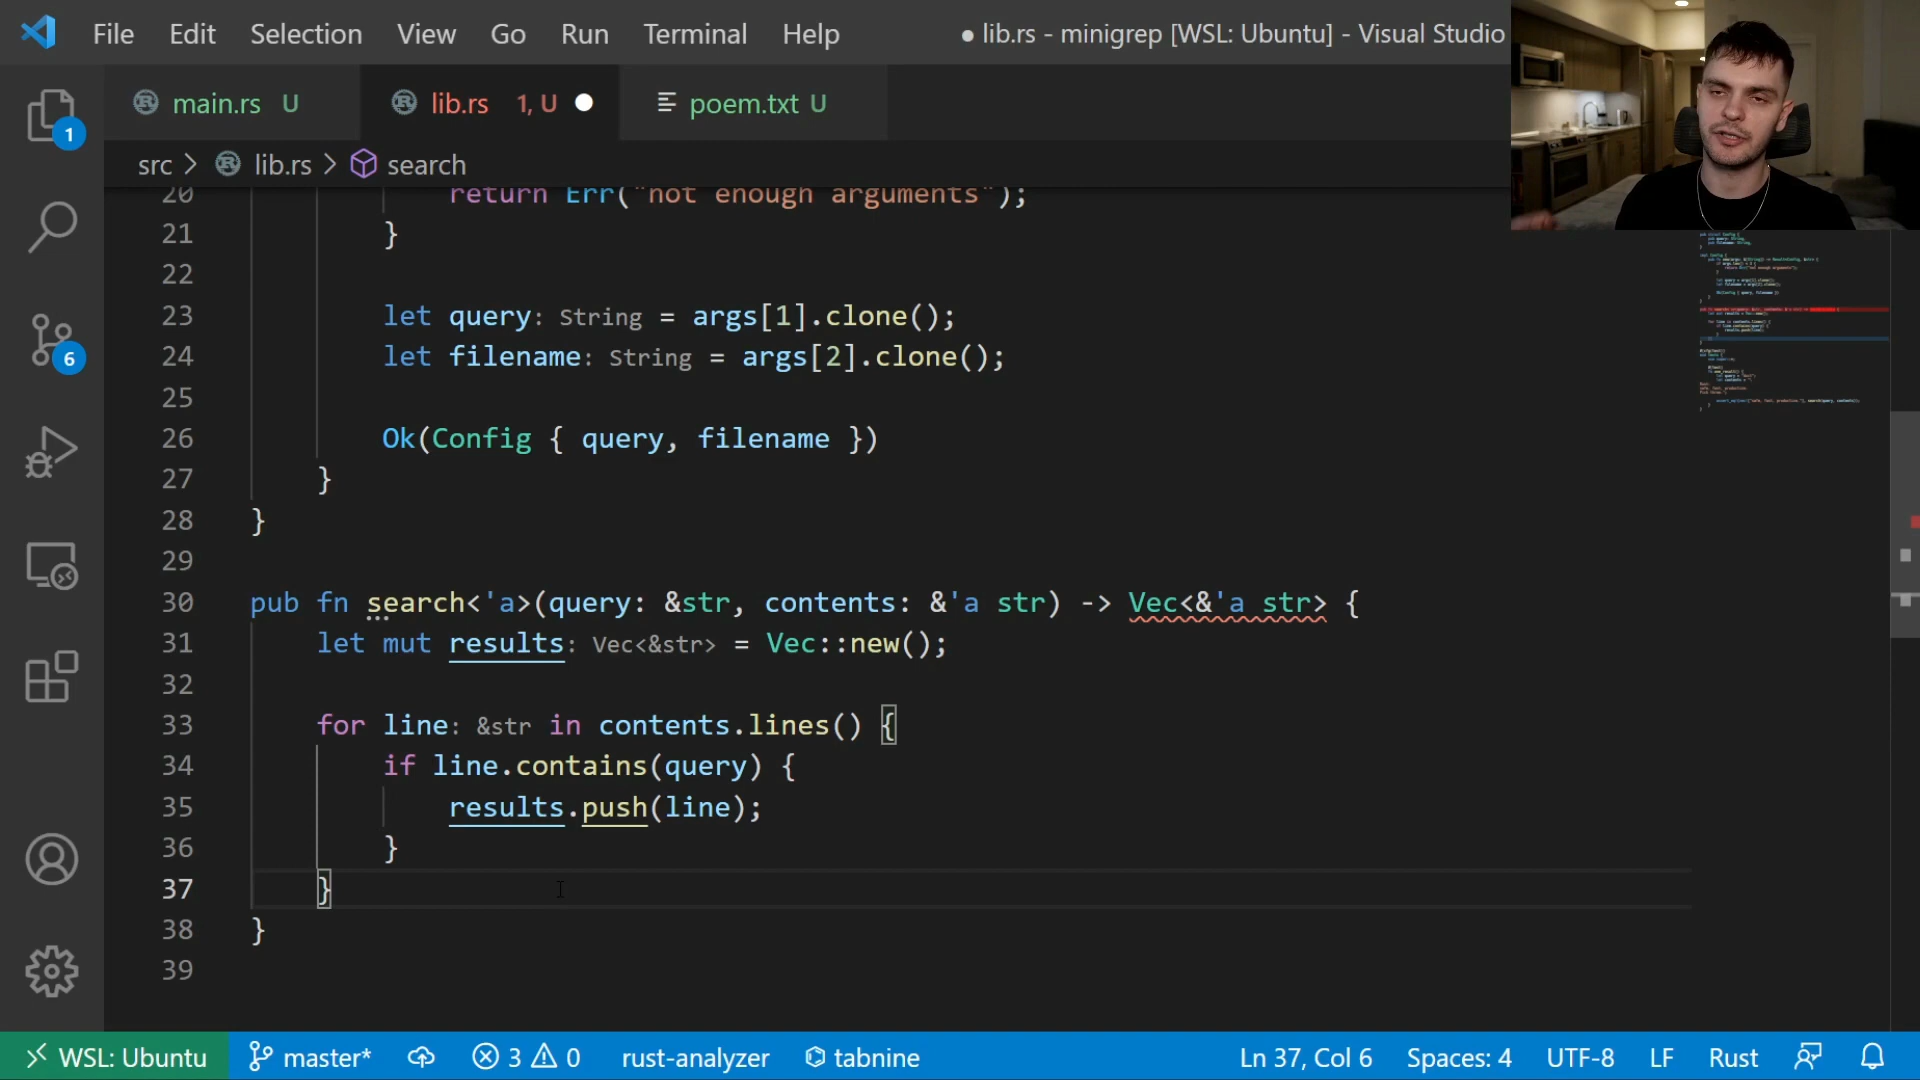 File Edit Selection View Go Run Terminal Help ● lib.rs - minigrep [WSL: Ubuntu] - Visual Studio
main.rs U lib.rs 1, U poem.txt U
src > lib.rs > search
20 return Err("not enough arguments");
21 }
22
23 let query: String = args[1].clone();
24 let filename: String = args[2].clone();
25
26 Ok(Config { query, filename })
27 }
28 }
29
30 pub fn search<'a>(query: &str, contents: &'a str) -> Vec<&'a str> {
31 let mut results: Vec<&str> = Vec::new();
32
33 for line: &str in contents.lines() {
34 if line.contains(query) {
35 results.push(line);
36 }
37 }
38 }
39
1
6
WSL: Ubuntu master* 3 0 rust-analyzer tabnine Ln 37, Col 6 Spaces: 4 UTF-8 LF Rust